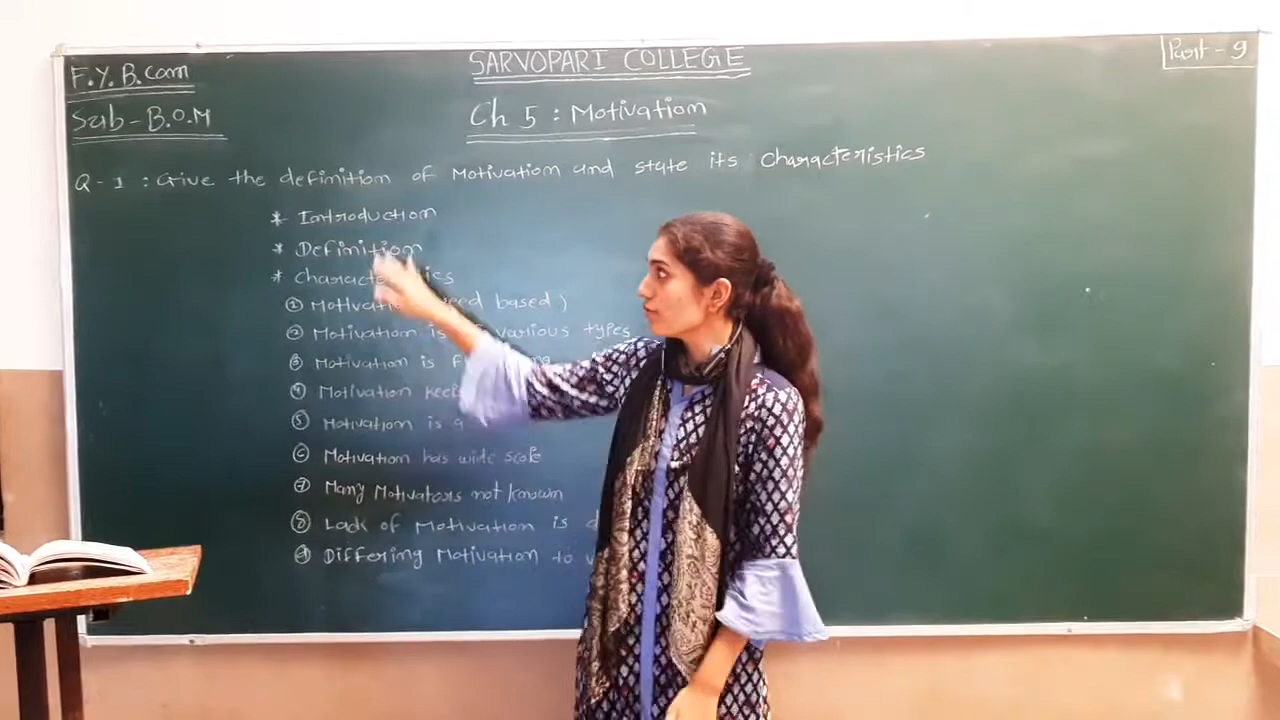 F.Y.B.Com
SARVOPARI COLLEGE
Part - 9
Sub - B.O.M
Ch 5 : Motivation
Q - 1 : Give the definition of Motivation and state its Characteristics
* Introduction
* Definition
* Characteristics
① Motivation need based )
② Motivation is various types
③ Motivation is
④ Motivation
⑤ Motivation is
⑥ Motivation has wide scope
⑦ Many Motivators not known
⑧ Lack of Motivation is
⑨ Differing Motivation to